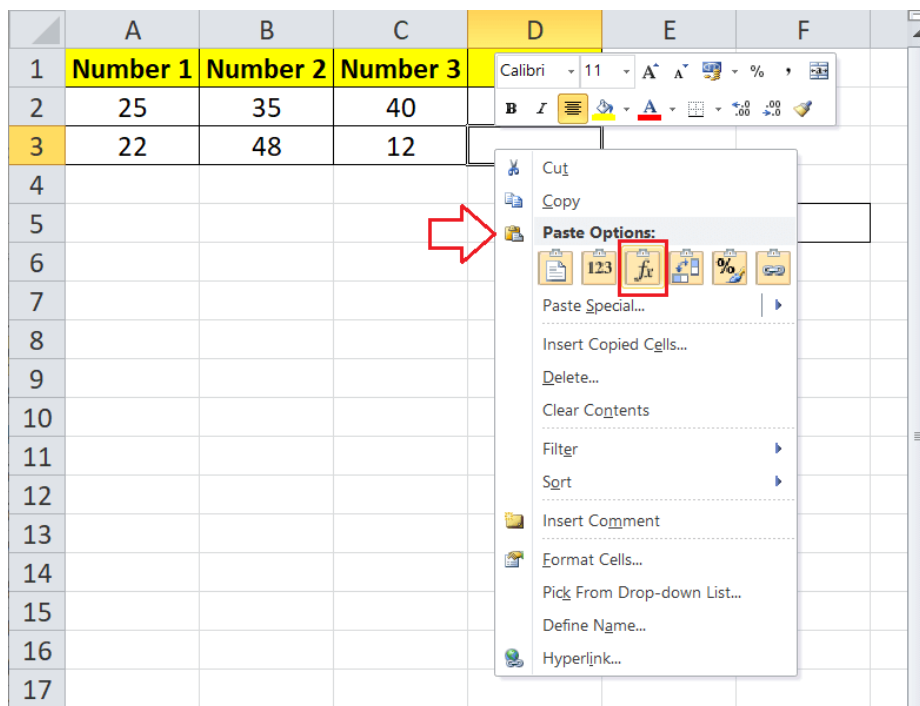 A B C D E F
1 Number 1 Number 2 Number 3 Calibri 11 A A % ,
2 25 35 40 B I A .0 .00 .00 .0
3 22 48 12
Cut
4
Copy
5 Paste Options:
6 123 fx %
7 Paste Special...
8 Insert Copied Cells...
9 Delete...
10 Clear Contents
11 Filter
12 Sort
13 Insert Comment
14 Format Cells...
15 Pick From Drop-down List...
Define Name...
16 Hyperlink...
17